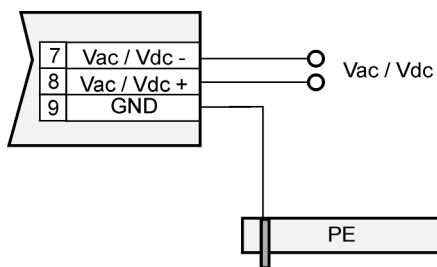 7 Vac / Vdc -
8 Vac / Vdc +
9 GND
Vac / Vdc
PE